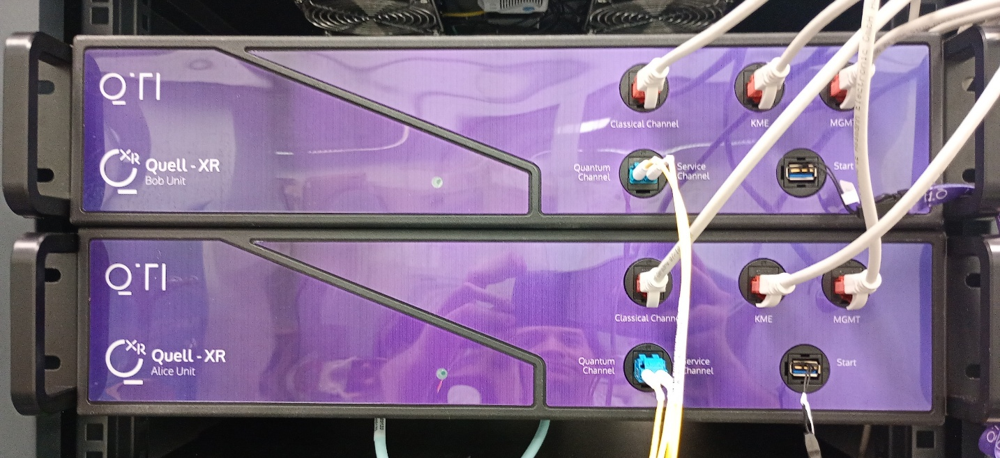 QTI
Classical Channel
KME
MGMT
XR
Quell - XR
Bob Unit
Quantum
Channel
Service
Channel
Start
QTI
Classical Chann
KME
MGMT
XR
Quell - XR
Alice Unit
Quantum
Channel
Service
Channel
Start